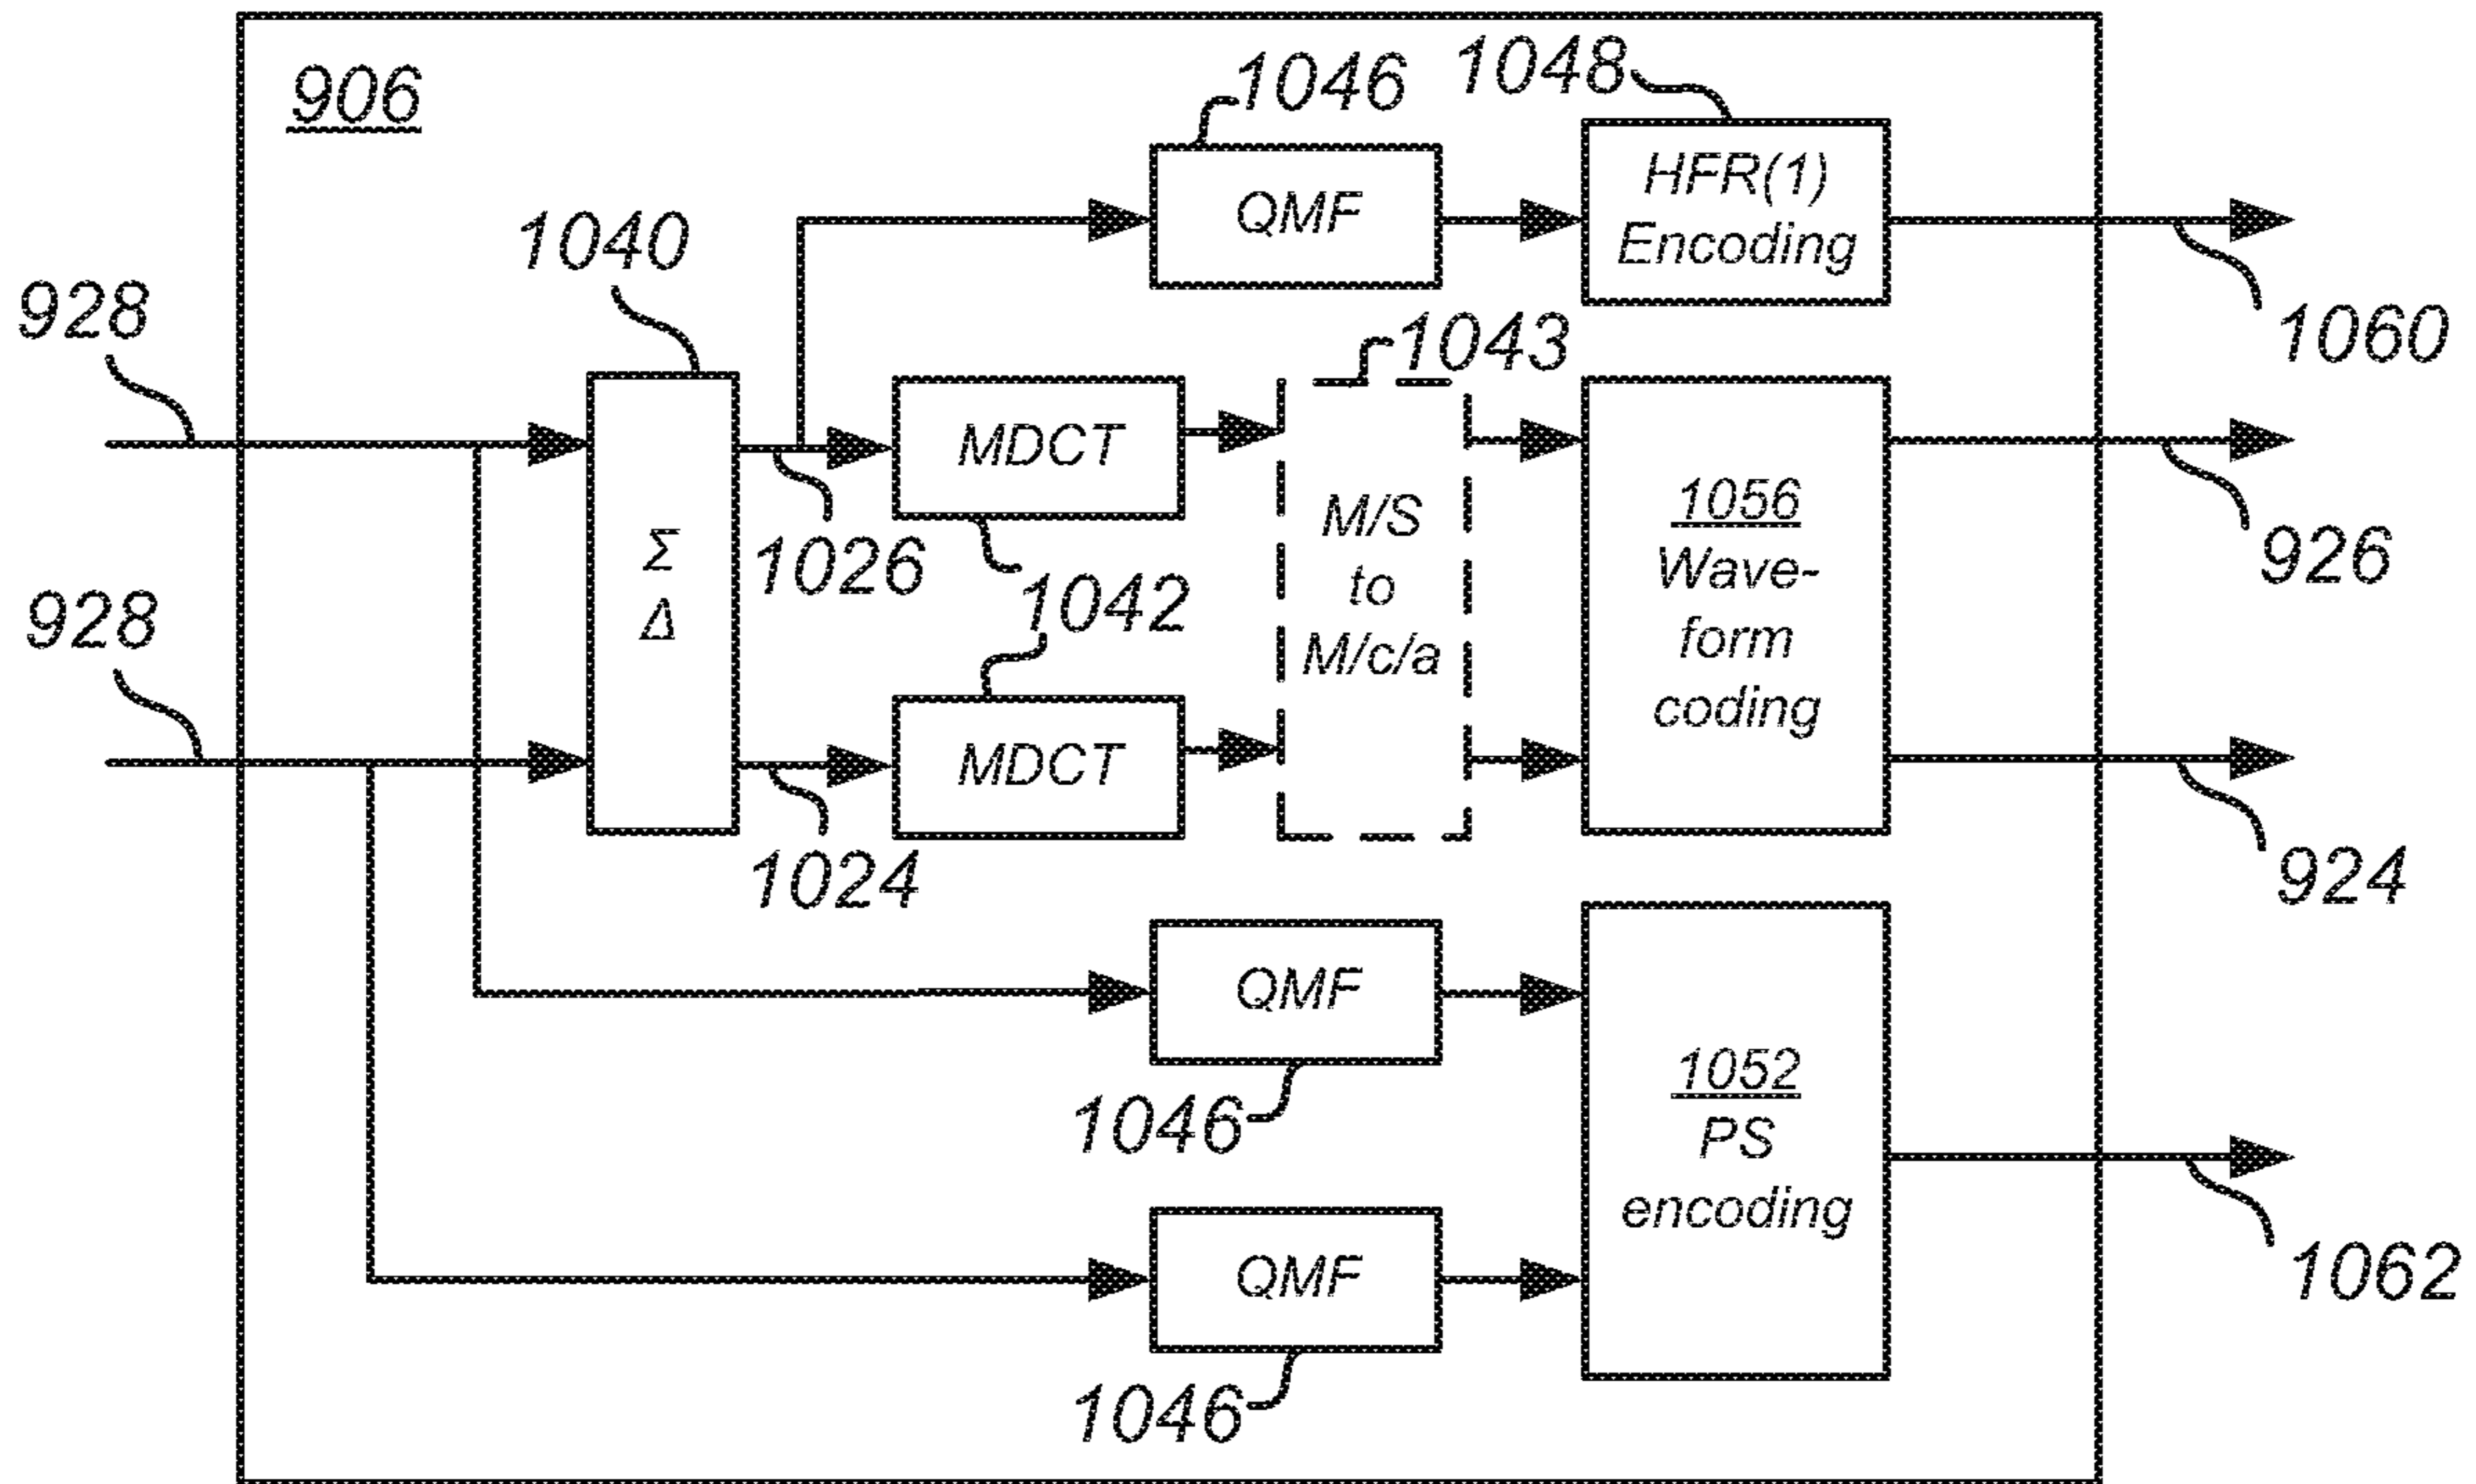 906
1046
1048
QMF
HFR(1)
Encoding
1040
928
1060
1043
MDCT
Σ
Δ
1026
M/S
to
M/c/a
1056
Wave-
form
coding
926
1042
928
MDCT
1024
924
QMF
1046
1052
PS
encoding
QMF
1062
1046